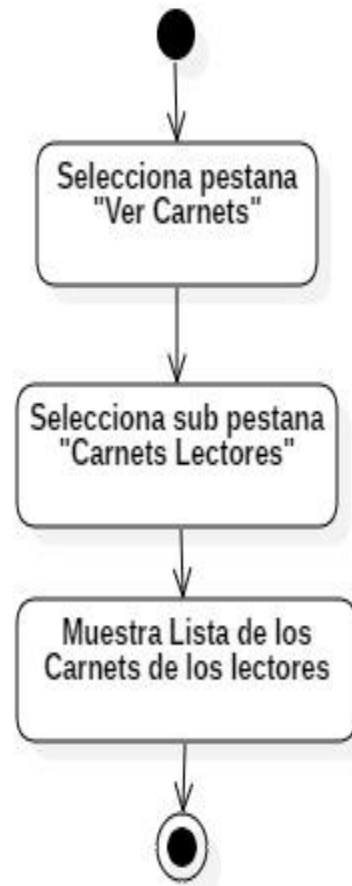 Selecciona pestana
"Ver Carnets"
Selecciona sub pestana
"Carnets Lectores"
Muestra Lista de los
Carnets de los lectores